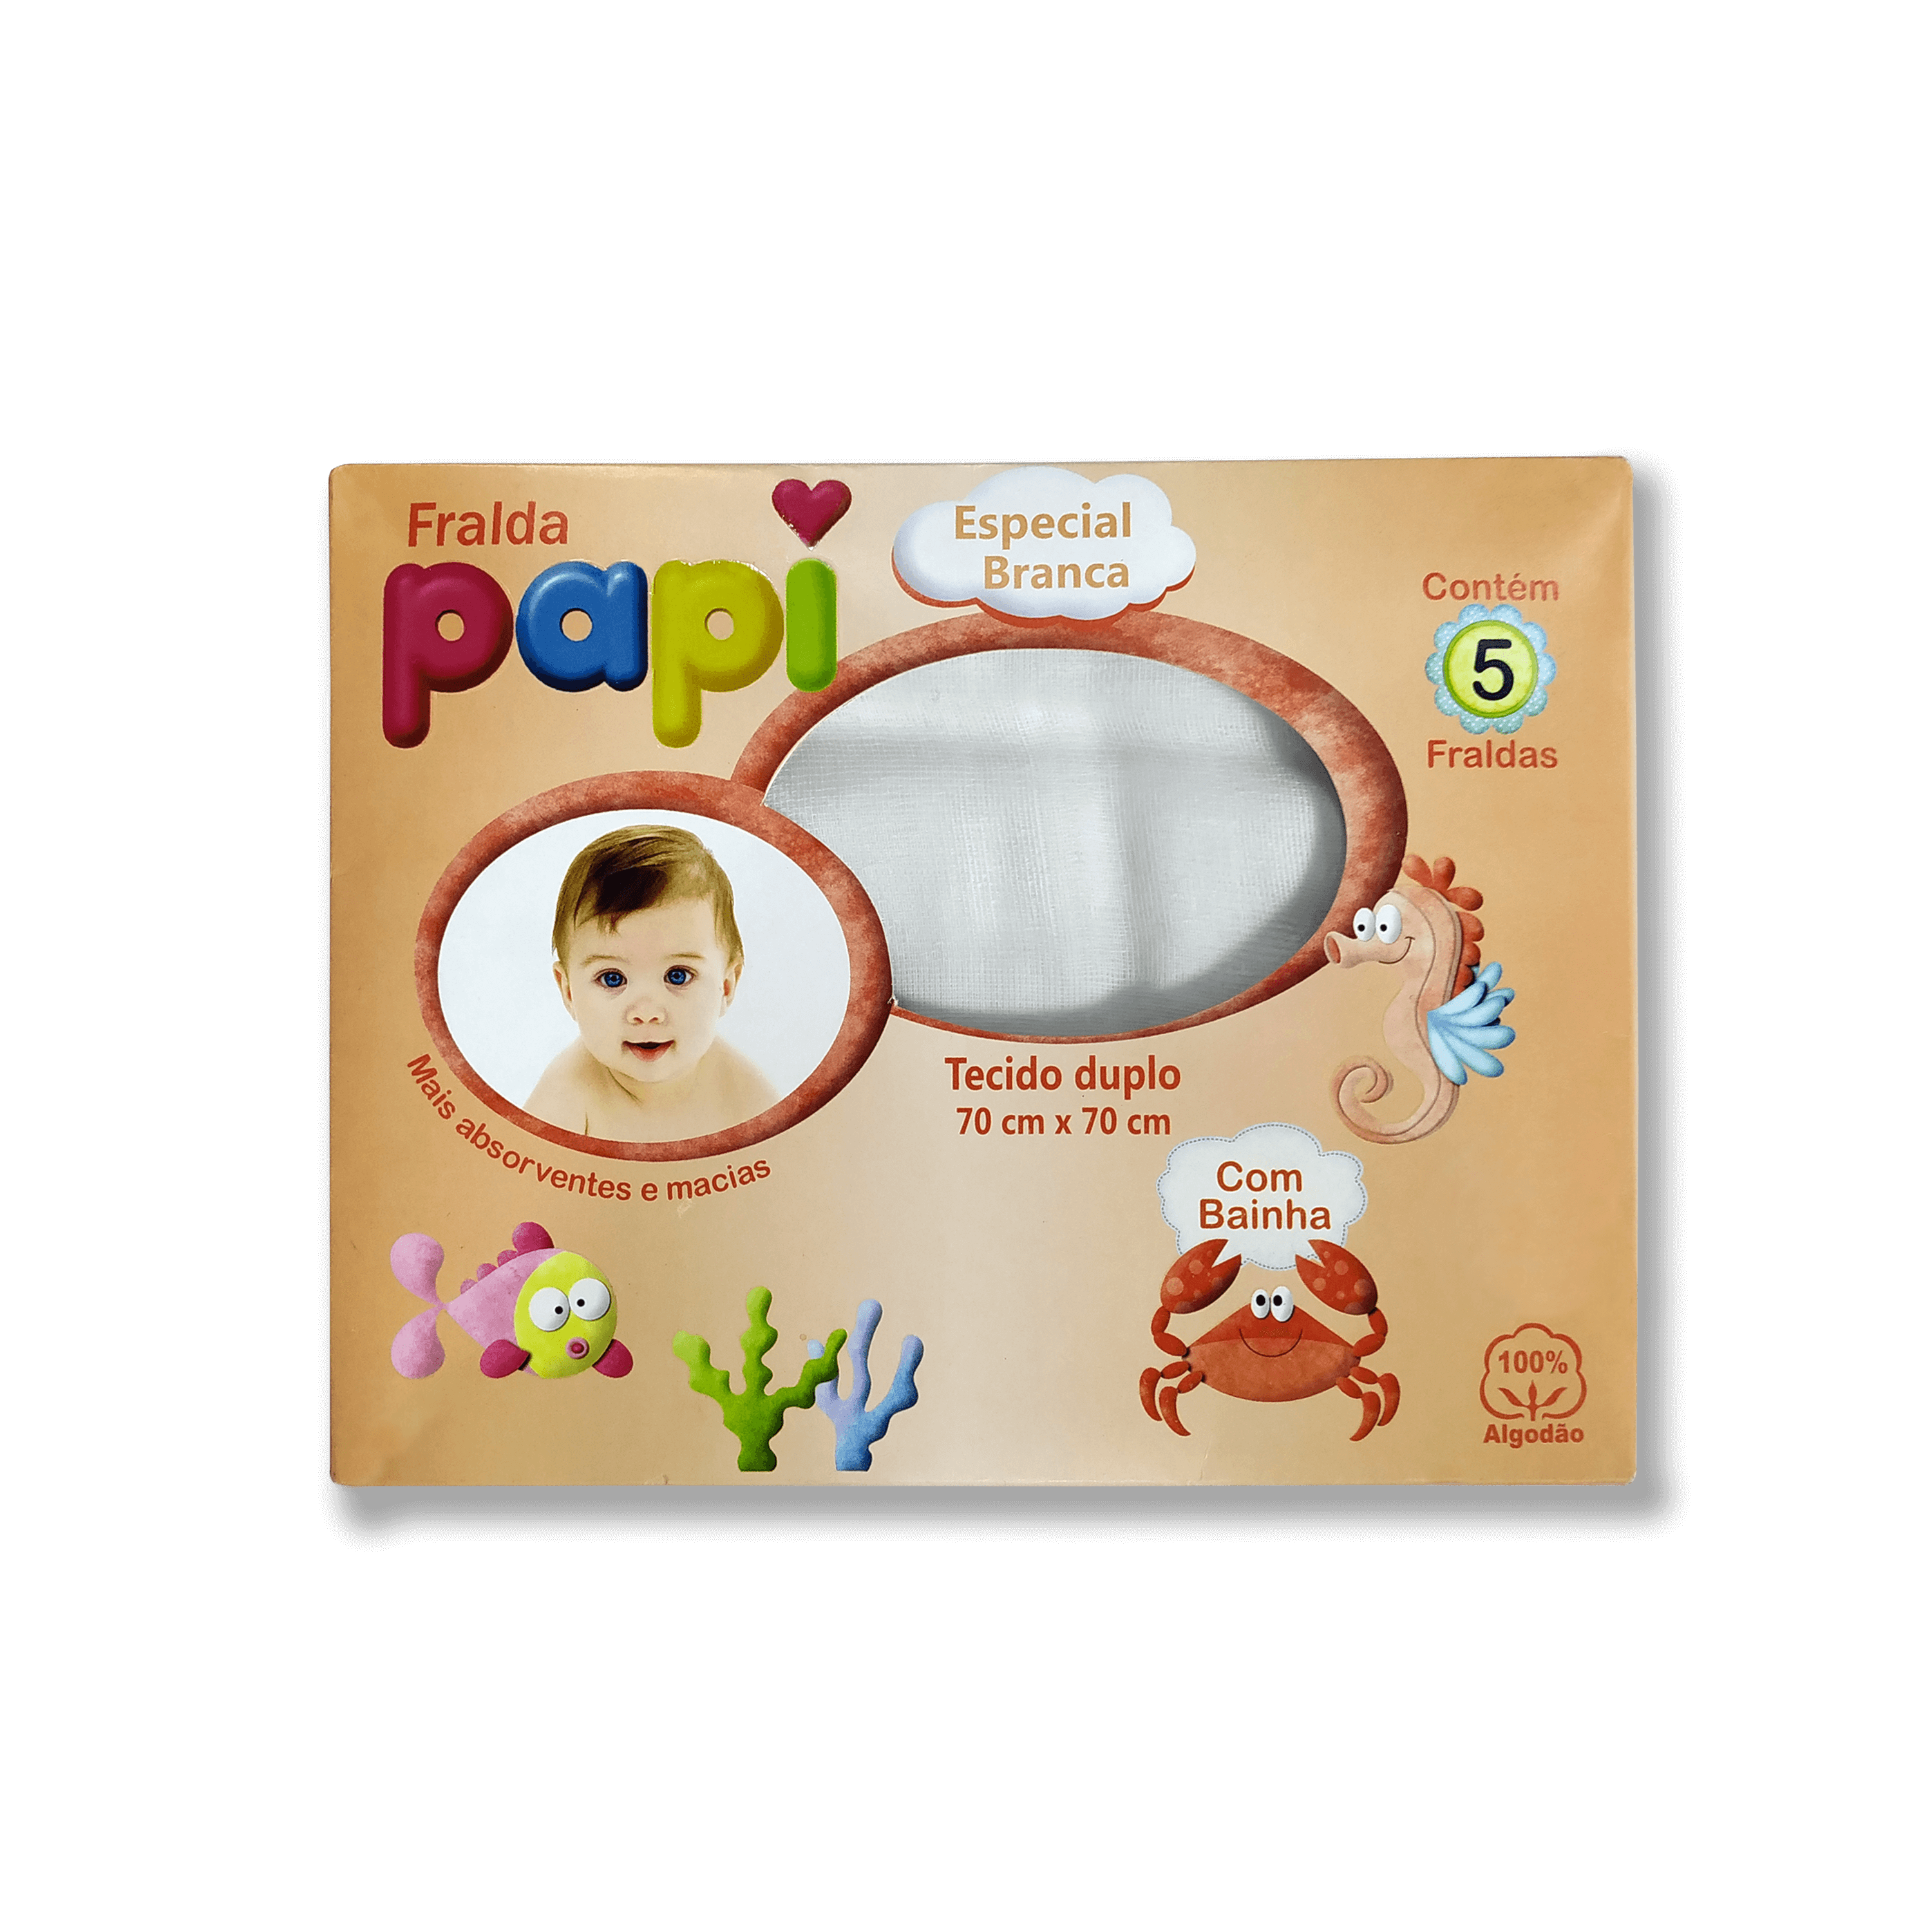 Fralda
papi
Especial
Branca
Contém
5
Fraldas
Mais absorventes e macias
Tecido duplo
70 cm x 70 cm
Com
Bainha
100%
Algodão